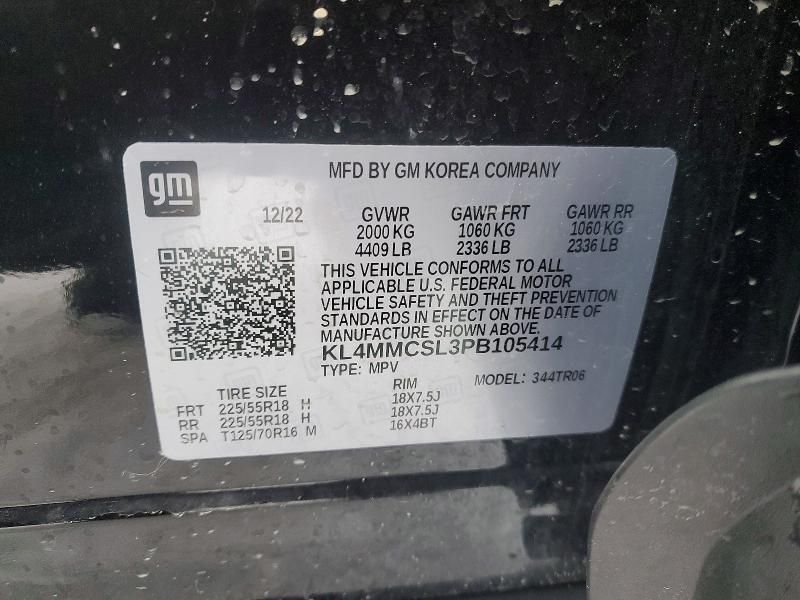 gm
MFD BY GM KOREA COMPANY
12/22
GVWR GAWR FRT GAWR RR
2000 KG 1060 KG 1060 KG
4409 LB 2336 LB 2336 LB
THIS VEHICLE CONFORMS TO ALL
APPLICABLE U.S. FEDERAL MOTOR
VEHICLE SAFETY AND THEFT PREVENTION
STANDARDS IN EFFECT ON THE DATE OF
MANUFACTURE SHOWN ABOVE.
KL4MMCSL3PB105414
TYPE: MPV
MODEL: 344TR06
TIRE SIZE RIM
FRT 225/55R18 H 18X7.5J
RR 225/55R18 H 18X7.5J
SPA T125/70R16 M 16X4BT